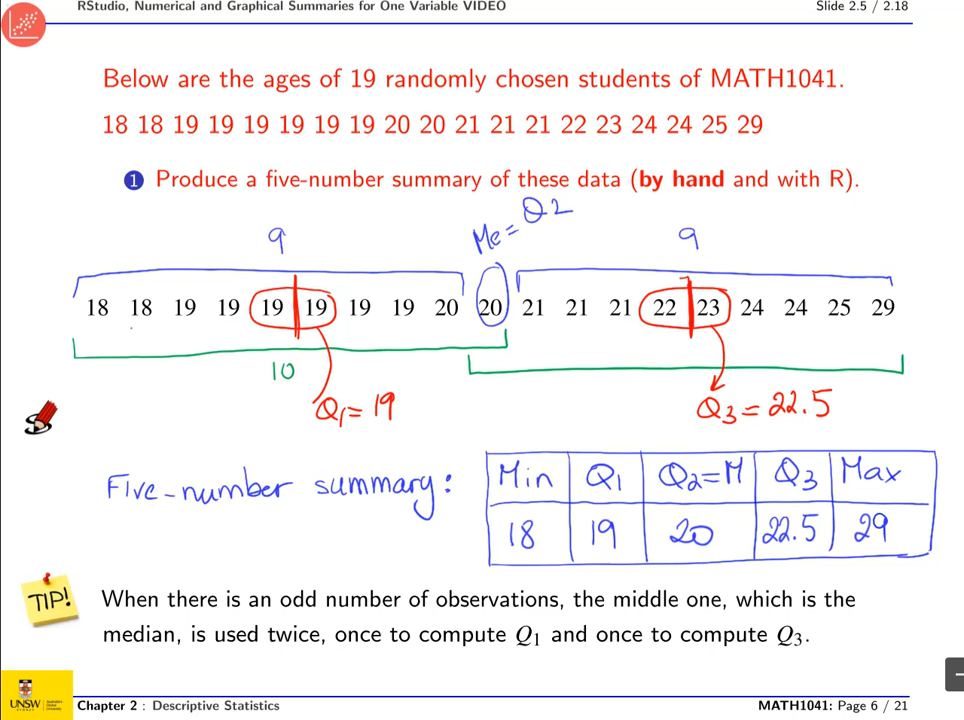 RStudio, Numerical and Graphical Summaries for One Variable VIDEO Slide 2.5 / 2.18
Below are the ages of 19 randomly chosen students of MATH1041.
18 18 19 19 19 19 19 19 20 20 21 21 21 22 23 24 24 25 29
1 Produce a five-number summary of these data (by hand and with R).
9 Me = Q2 9
18 18 19 19 19 19 19 19 20 20 21 21 21 22 23 24 24 25 29
10
Q1 = 19 Q3 = 22.5
Five-number summary:
Min Q1 Q2=M Q3 Max
18 19 20 22.5 29
TIP!
When there is an odd number of observations, the middle one, which is the
median, is used twice, once to compute Q1 and once to compute Q3.
UNSW
Chapter 2 : Descriptive Statistics MATH1041: Page 6 / 21